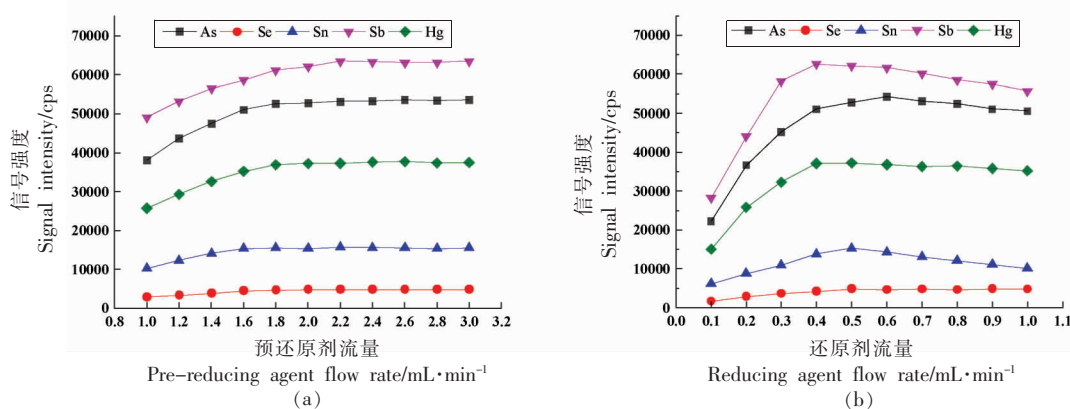 As Se Sn Sb Hg
70000
60000
50000
40000
30000
20000
10000
0
0.8 1.0 1.2 1.4 1.6 1.8 2.0 2.2 2.4 2.6 2.8 3.0 3.2
信号强度
Signal intensity/cps
预还原剂流量
Pre-reducing agent flow rate/mL·min⁻¹
(a)
As Se Sn Sb Hg
70000
60000
50000
40000
30000
20000
10000
0
0.0 0.1 0.2 0.3 0.4 0.5 0.6 0.7 0.8 0.9 1.0 1.1
信号强度
Signal intensity/cps
还原剂流量
Reducing agent flow rate/mL·min⁻¹
(b)